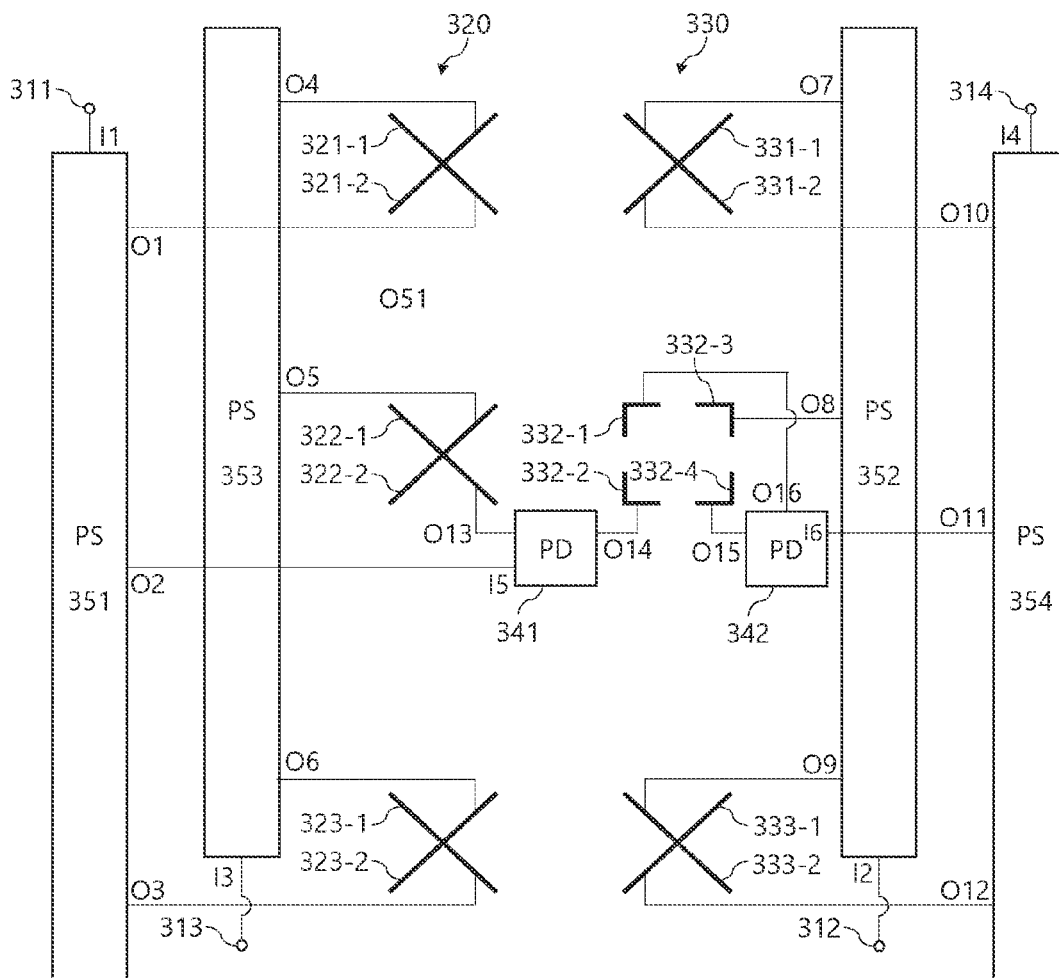 320
330
311
O4
O7
314
I1
I4
321-1
331-1
321-2
331-2
O1
O10
O51
332-3
O5
O8
PS
PS
322-1
332-1
353
322-2
332-2
332-4
352
O16
PS
O13
PD
O14
O15
PD
I6
O11
PS
351
O2
I5
354
341
342
O6
O9
323-1
333-1
323-2
333-2
I3
I2
O3
O12
313
312